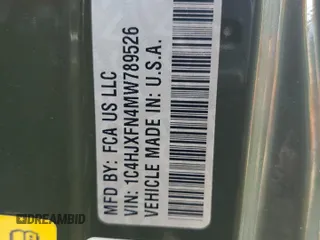 MFD BY: FCA US LLC
VIN: 1C4HJXFN4MW789526
VEHICLE MADE IN: U.S.A.
DREAMBID